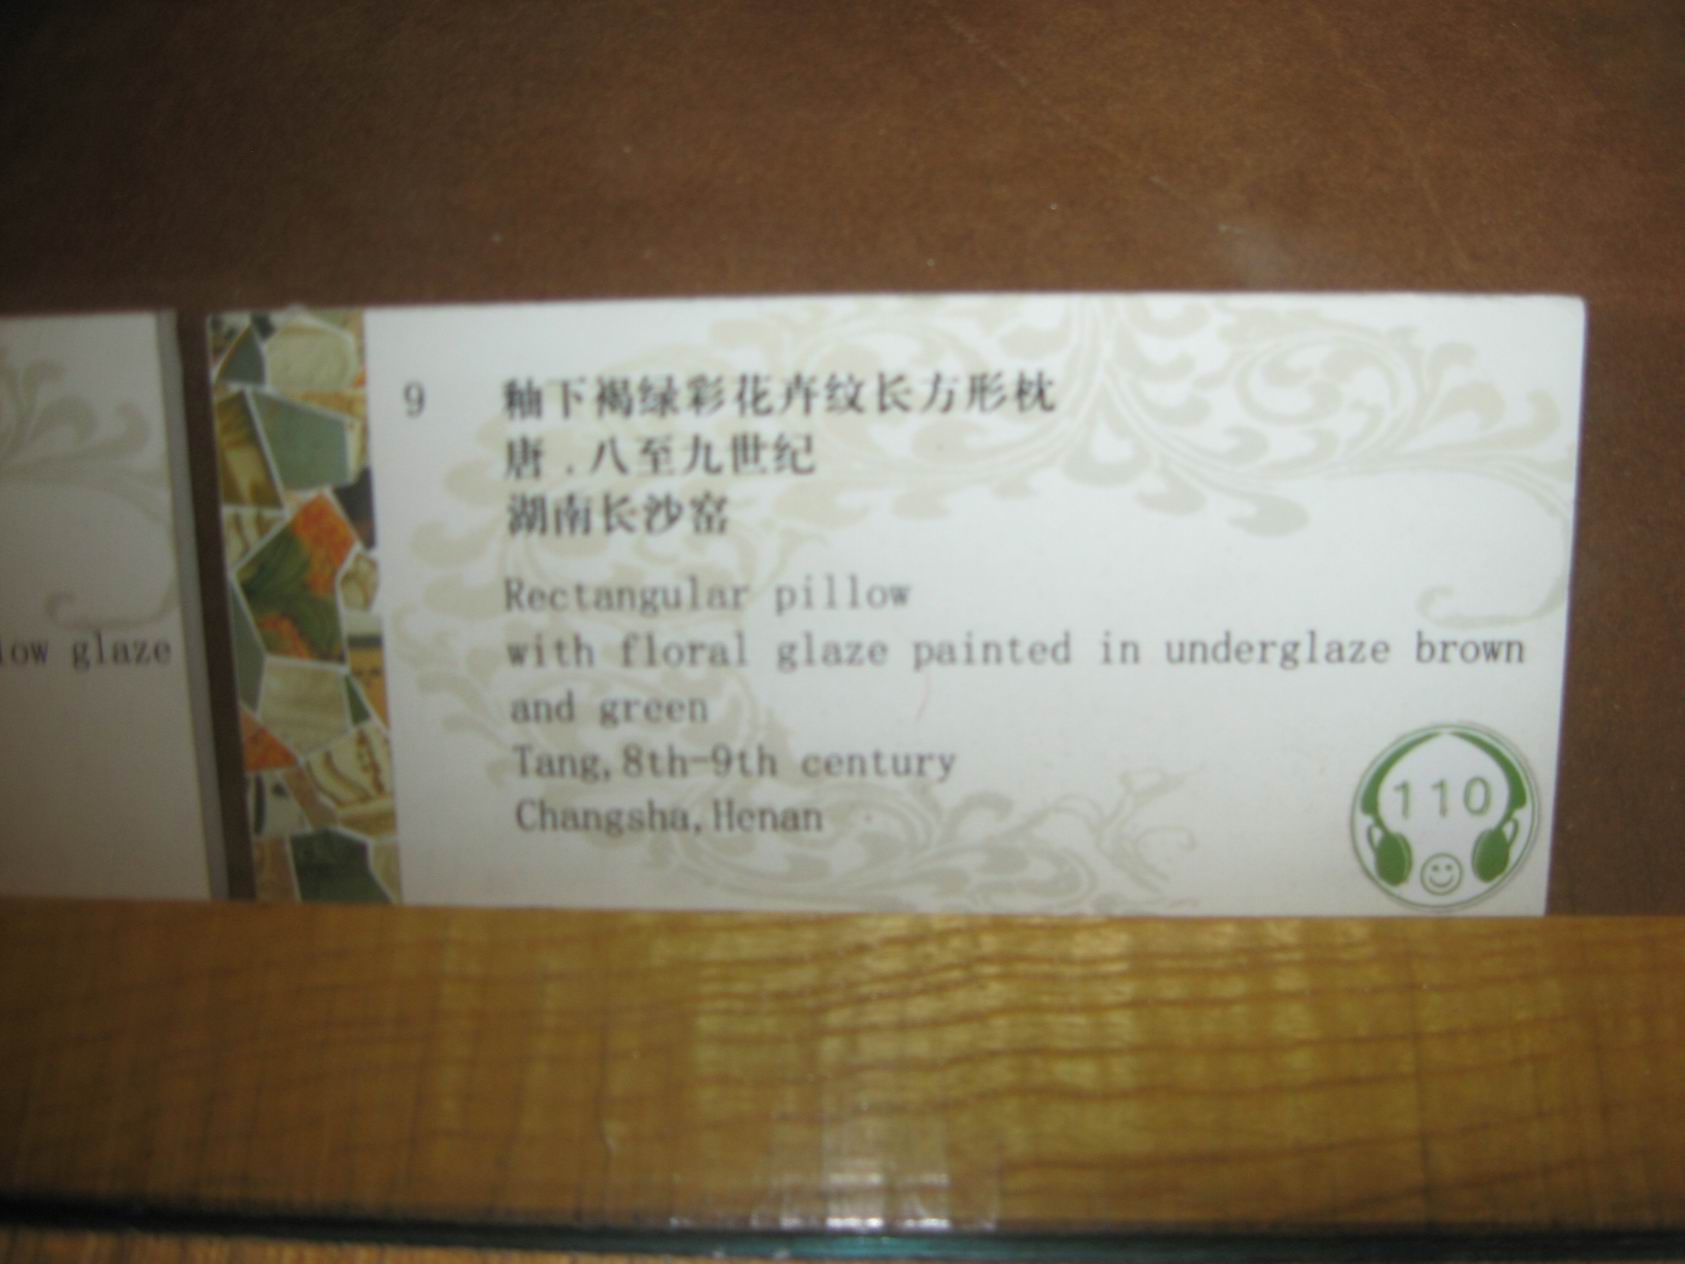 9 釉下褐绿彩花卉纹长方形枕
唐.八至九世纪
湖南长沙窑
Rectangular pillow
with floral glaze painted in underglaze brown
and green
Tang,8th-9th century
Changsha,Henan
110
low glaze